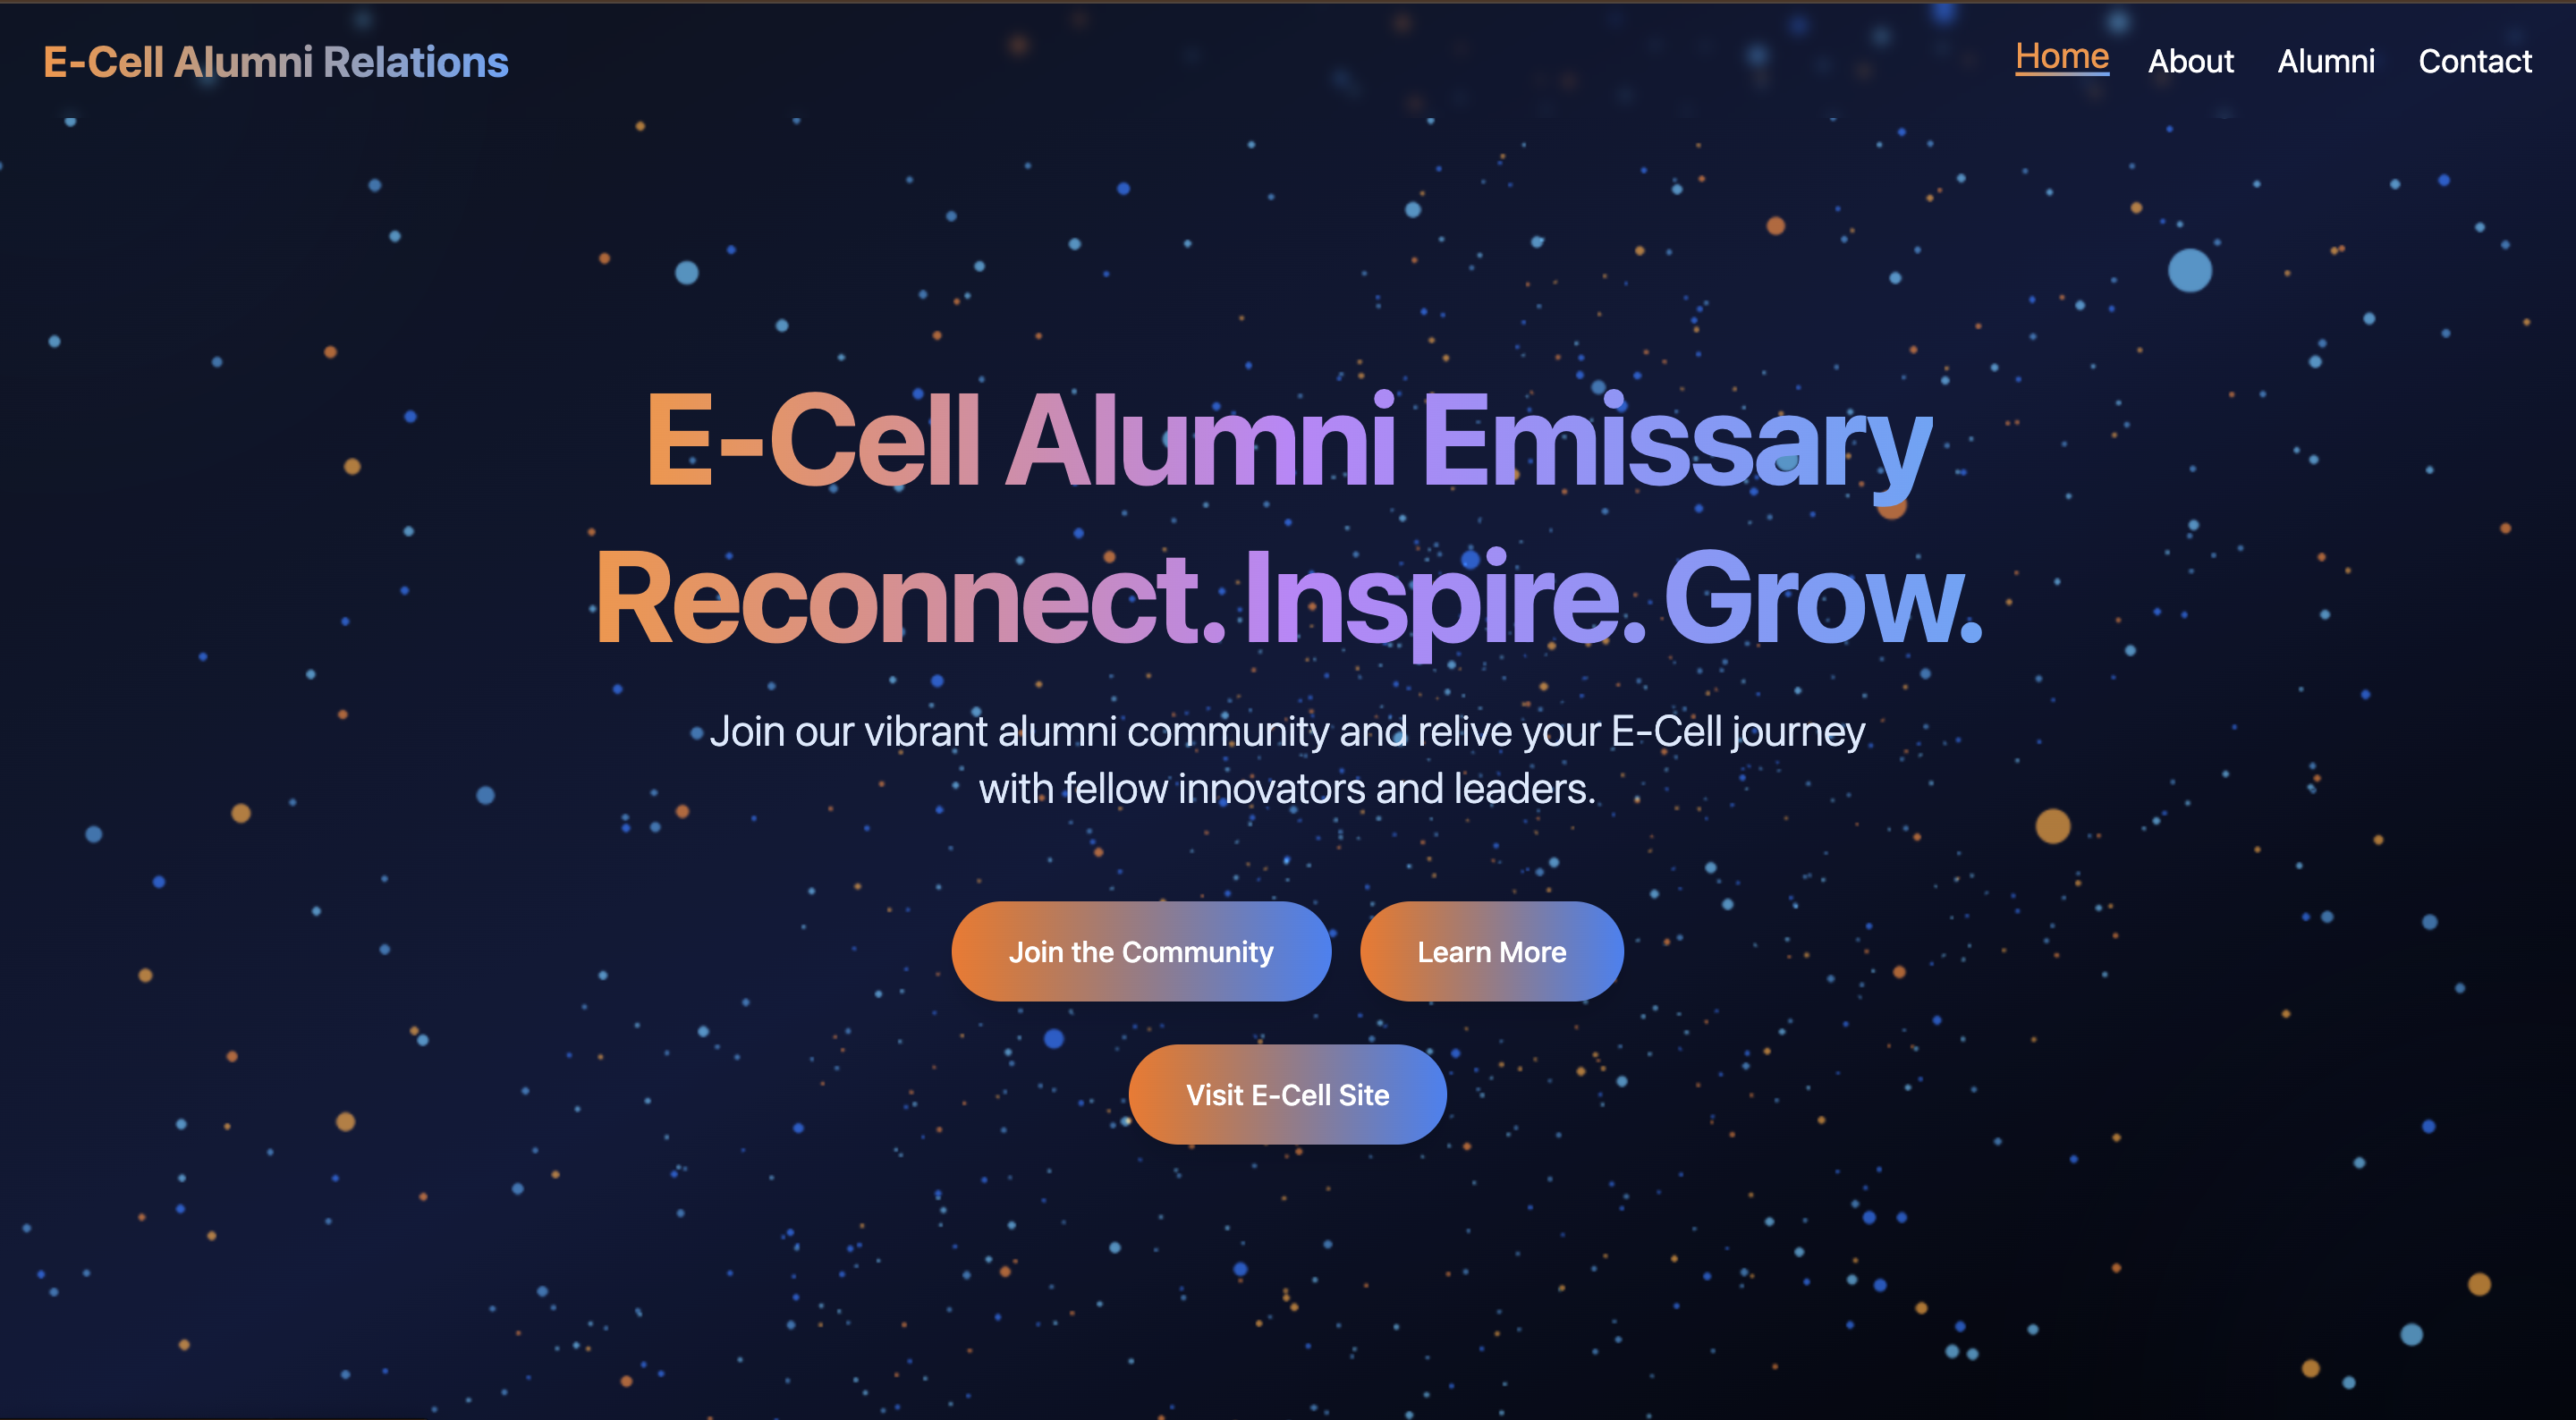 E-Cell Alumni Relations
Home About Alumni Contact
E-Cell Alumni Emissary
Reconnect. Inspire. Grow.
Join our vibrant alumni community and relive your E-Cell journey
with fellow innovators and leaders.
Join the Community
Learn More
Visit E-Cell Site